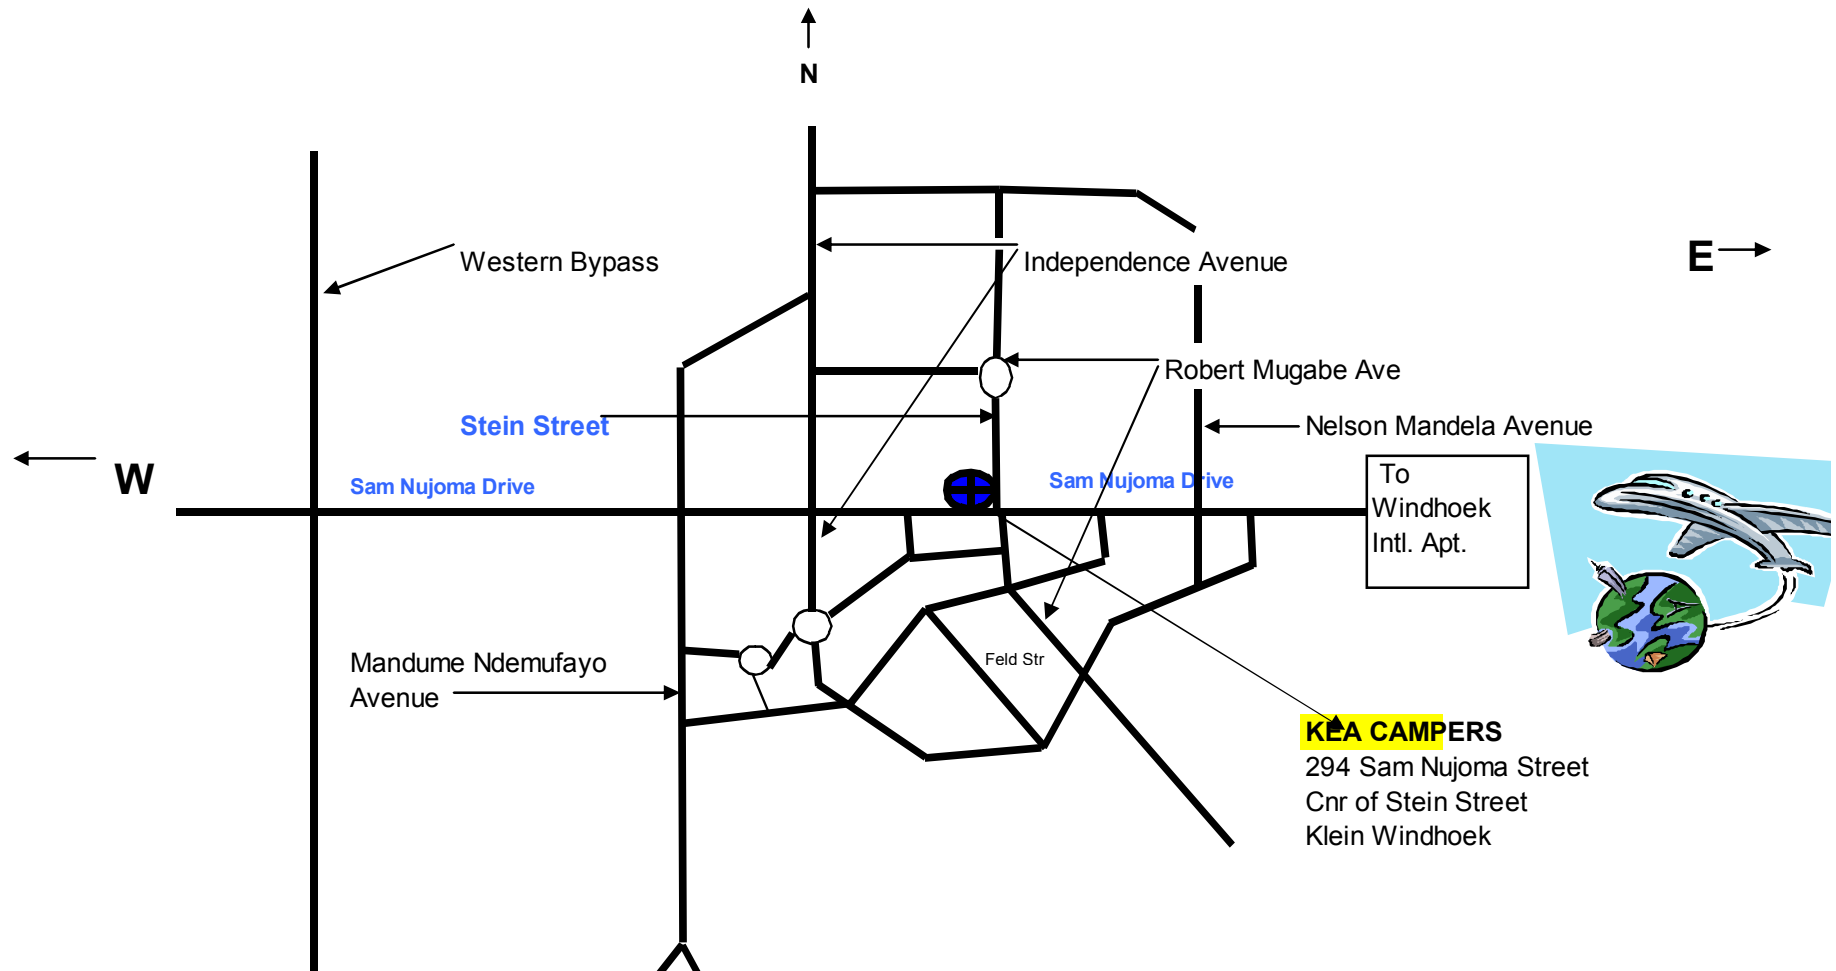 N
Western Bypass
Independence Avenue
E
Robert Mugabe Ave
Stein Street
Nelson Mandela Avenue
W
Sam Nujoma Drive
Sam Nujoma Drive
To
Windhoek
Intl. Apt.
Feld Str
Mandume Ndemufayo
Avenue
KEA CAMPERS
294 Sam Nujoma Street
Cnr of Stein Street
Klein Windhoek